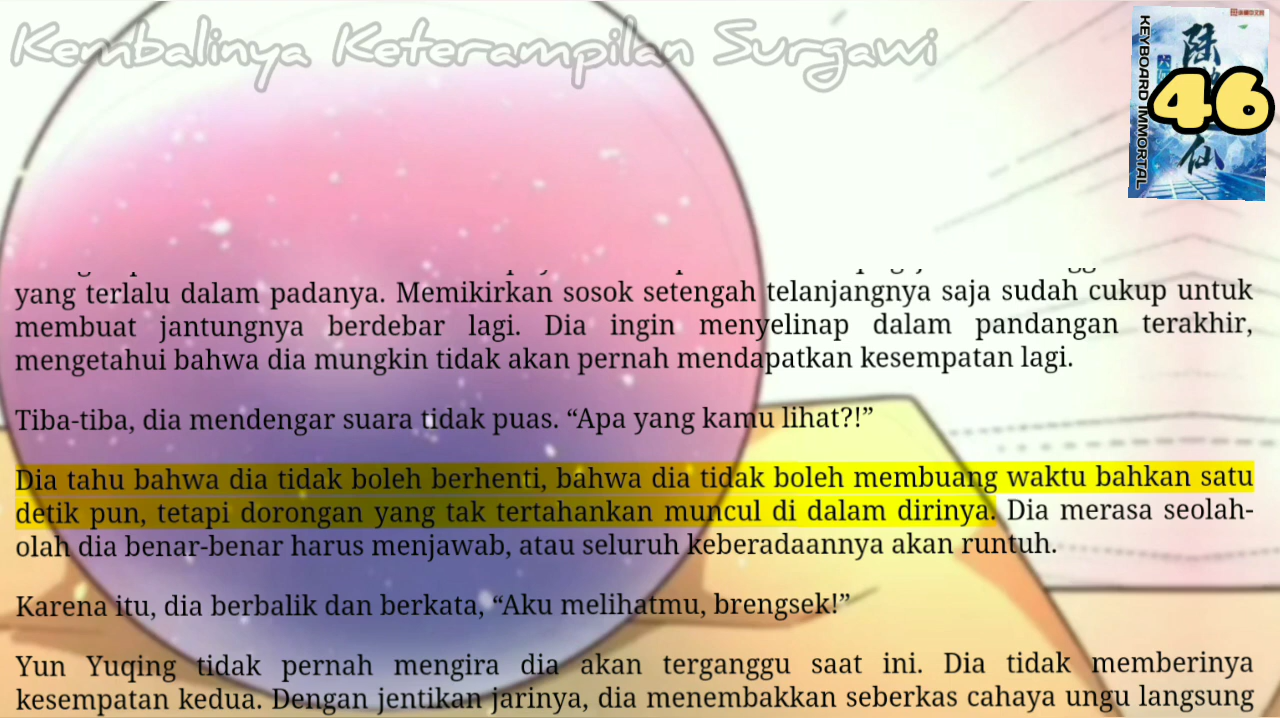 Kembalinya Keterampilan Surgawi
KEYBOARD IMMORTAL
46
yang terlalu dalam padanya. Memikirkan sosok setengah telanjangnya saja sudah cukup untuk
membuat jantungnya berdebar lagi. Dia ingin menyelinap dalam pandangan terakhir,
mengetahui bahwa dia mungkin tidak akan pernah mendapatkan kesempatan lagi.
Tiba-tiba, dia mendengar suara tidak puas. “Apa yang kamu lihat?!”
Dia tahu bahwa dia tidak boleh berhenti, bahwa dia tidak boleh membuang waktu bahkan satu
detik pun, tetapi dorongan yang tak tertahankan muncul di dalam dirinya. Dia merasa seolah-
olah dia benar-benar harus menjawab, atau seluruh keberadaannya akan runtuh.
Karena itu, dia berbalik dan berkata, “Aku melihatmu, brengsek!”
Yun Yuqing tidak pernah mengira dia akan terganggu saat ini. Dia tidak memberinya
kesempatan kedua. Dengan jentikan jarinya, dia menembakkan seberkas cahaya ungu langsung